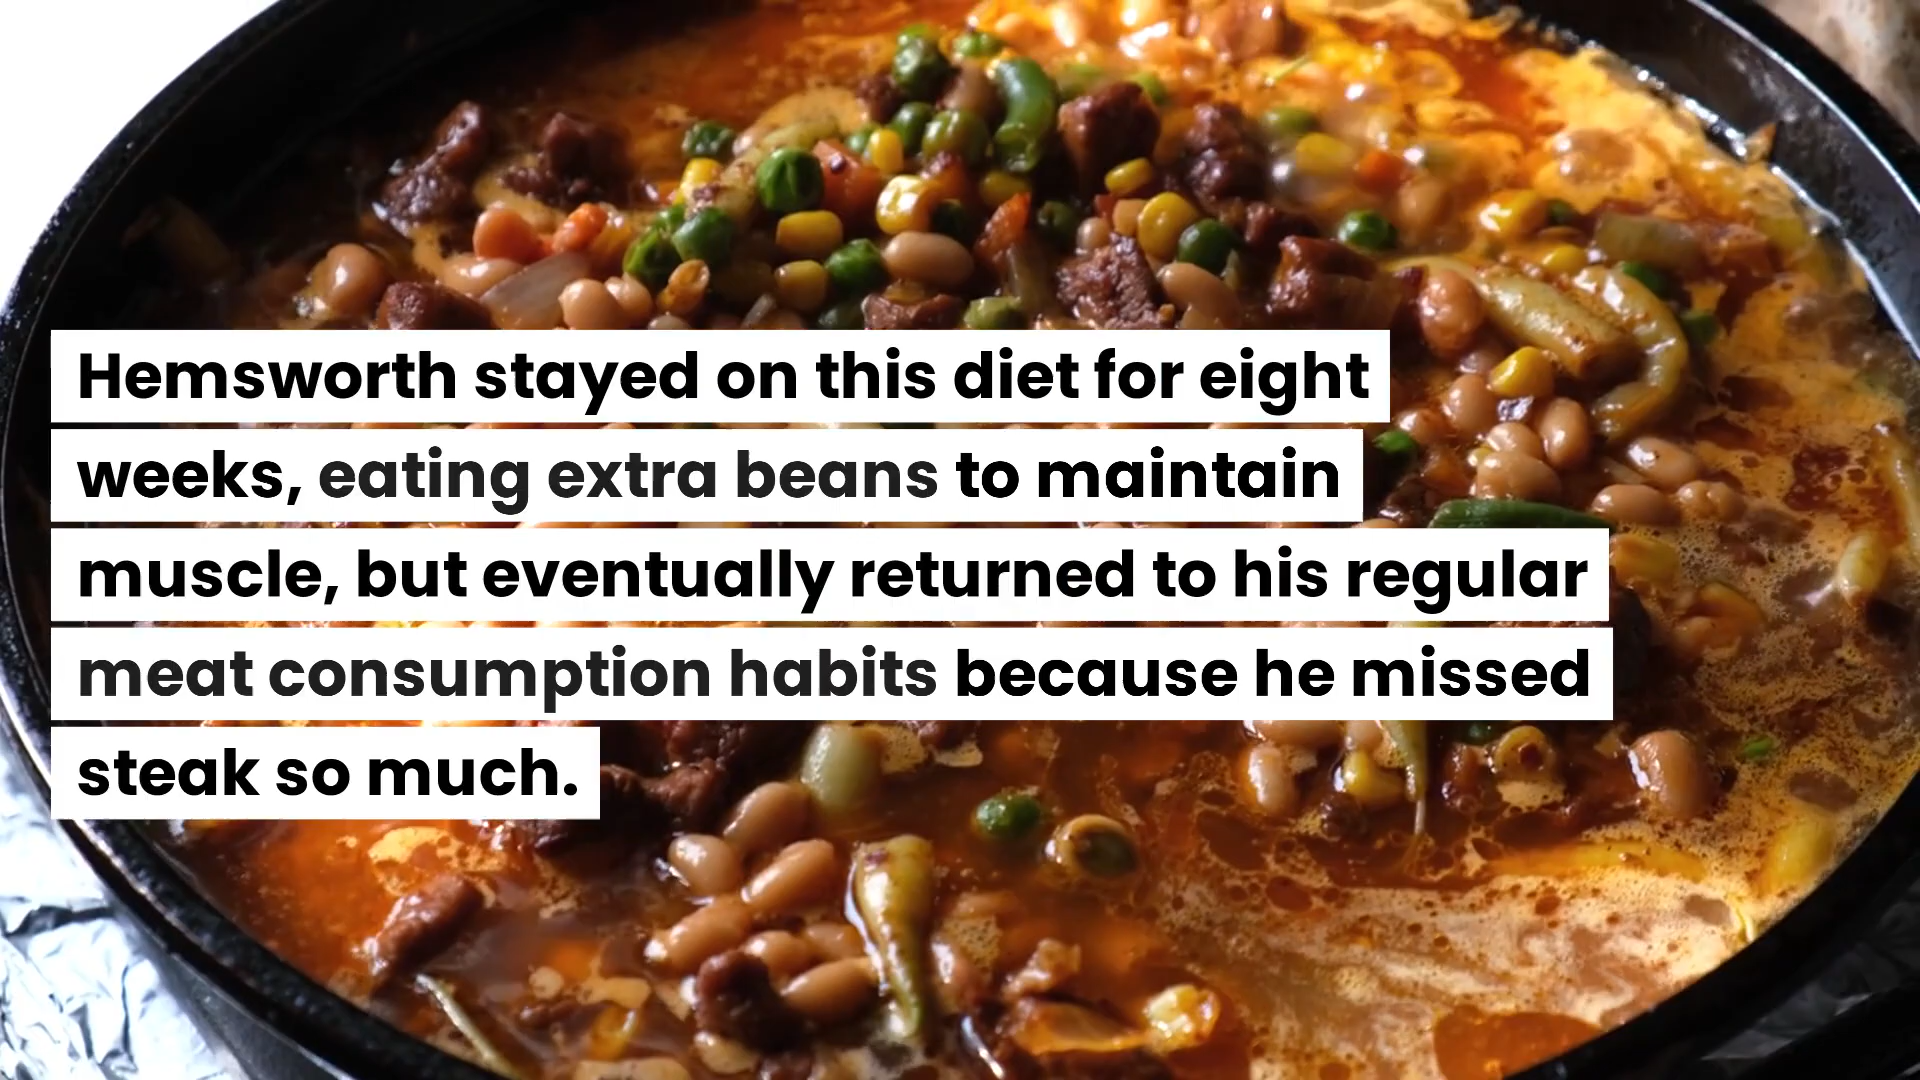 Hemsworth stayed on this diet for eight
weeks, eating extra beans to maintain
muscle, but eventually returned to his regular
meat consumption habits because he missed
steak so much.